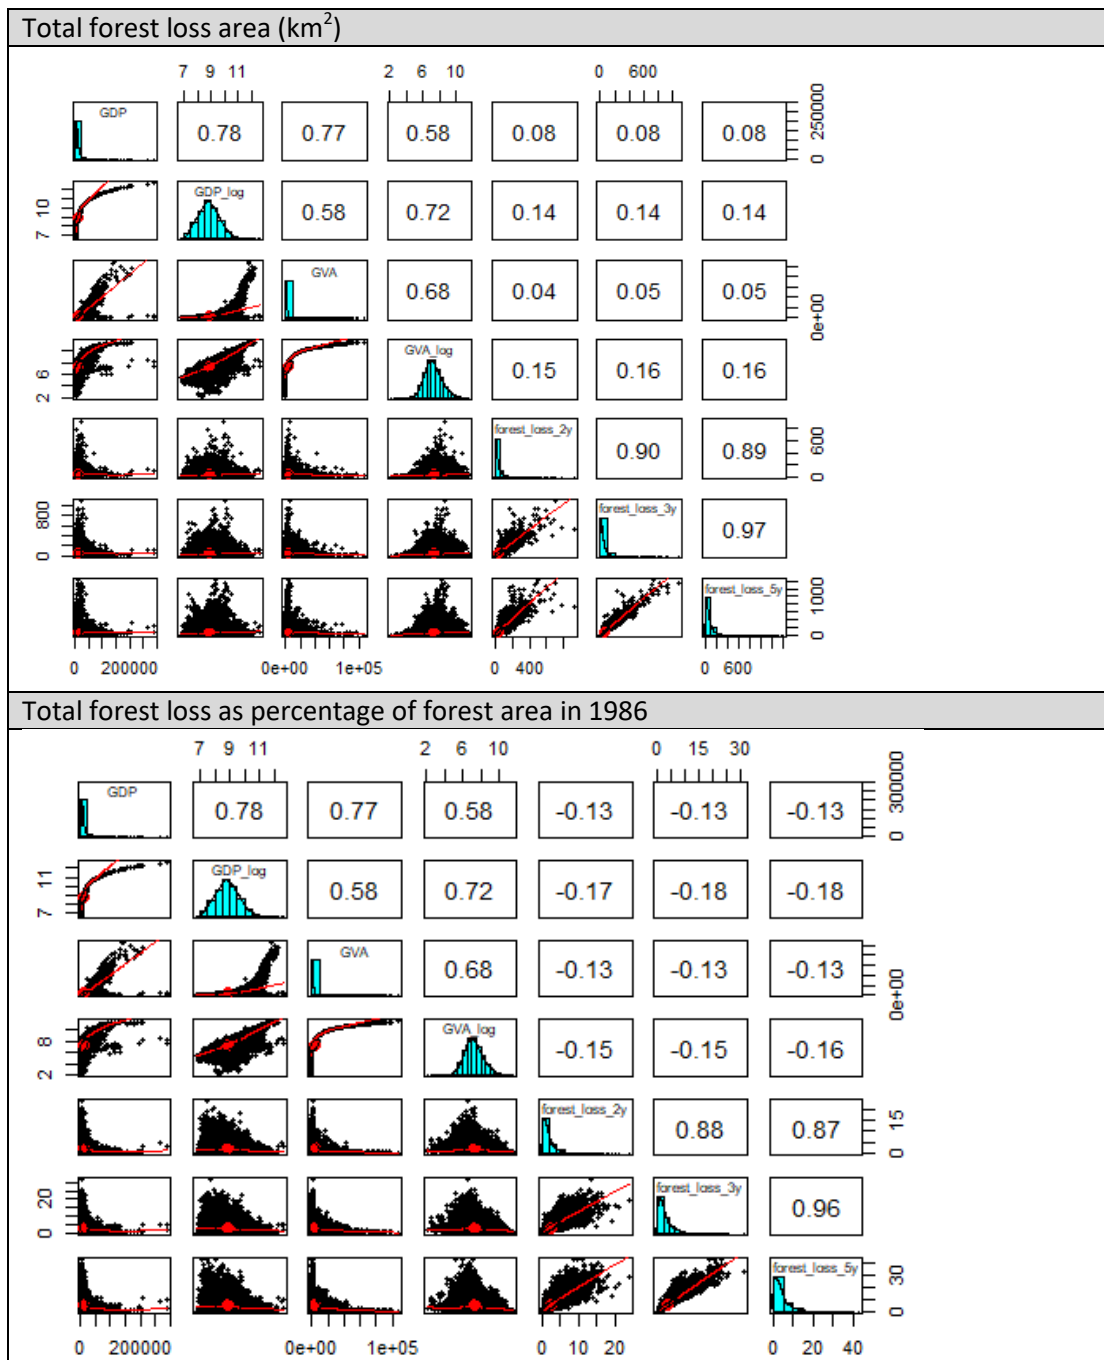 Total forest loss area (km²)
7 9 11 2 6 10 0 600
GDP 0.78 0.77 0.58 0.08 0.08 0.08 0 250000
7 10 GDP_log 0.58 0.72 0.14 0.14 0.14
GVA 0.68 0.04 0.05 0.05 0e+00
2 6 GVA_log 0.15 0.16 0.16
forest_loss_2y 0.90 0.89 0 600
0 800 forest_loss_3y 0.97
forest_loss_5y 0 1000
0 200000 0e+00 1e+05 0 400 0 600
Total forest loss as percentage of forest area in 1986
7 9 11 2 6 10 0 15 30
GDP 0.78 0.77 0.58 -0.13 -0.13 -0.13 0 300000
7 11 GDP_log 0.58 0.72 -0.17 -0.18 -0.18
GVA 0.68 -0.13 -0.13 -0.13 0e+00
2 8 GVA_log -0.15 -0.15 -0.16
forest_loss_2y 0.88 0.87 0 15
0 20 forest_loss_3y 0.96
forest_loss_5y 0 30
0 200000 0e+00 1e+05 0 10 20 0 20 40